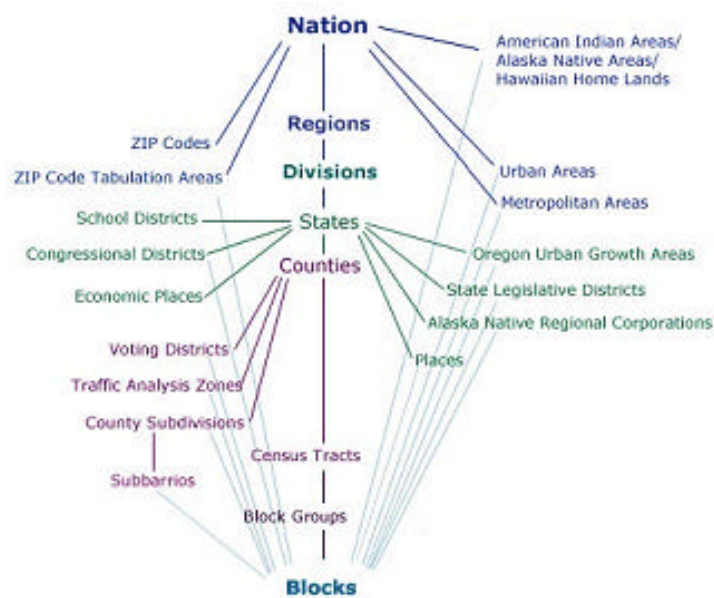 Nation
American Indian Areas/
Alaska Native Areas/
Hawaiian Home Lands
Regions
ZIP Codes
Divisions
Urban Areas
ZIP Code Tabulation Areas
Metropolitan Areas
School Districts
States
Congressional Districts
Oregon Urban Growth Areas
Counties
State Legislative Districts
Economic Places
Alaska Native Regional Corporations
Voting Districts
Places
Traffic Analysis Zones
County Subdivisions
Census Tracts
Subbarrios
Block Groups
Blocks